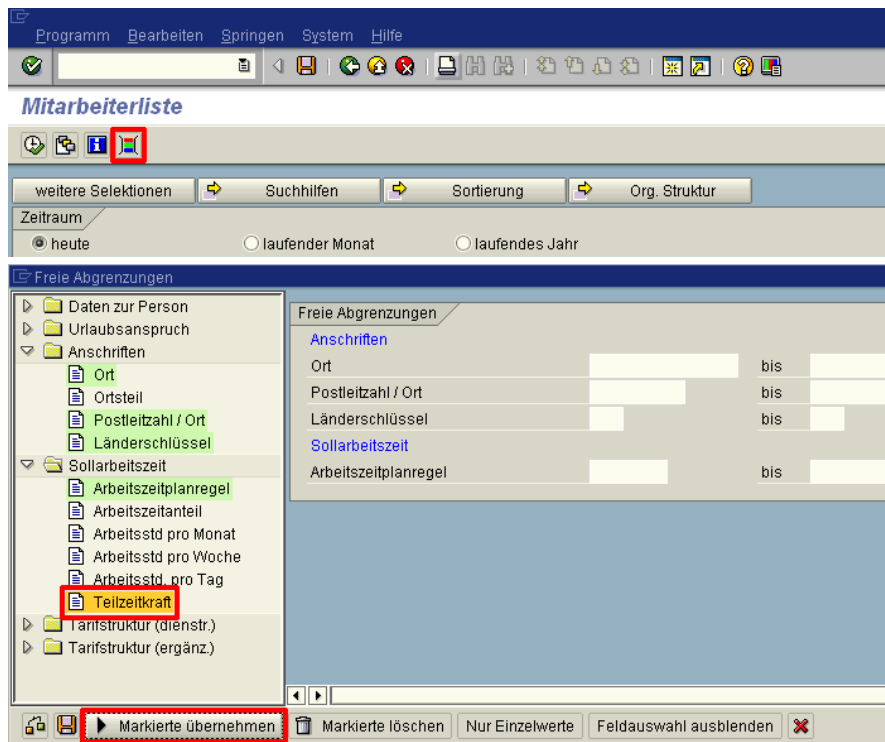 Programm Bearbeiten Springen System Hilfe
Mitarbeiterliste
weitere Selektionen Suchhilfen Sortierung Org. Struktur
Zeitraum
heute laufender Monat laufendes Jahr
Freie Abgrenzungen
Daten zur Person
Urlaubsanspruch
Anschriften
Ort
Ortsteil
Postleitzahl / Ort
Länderschlüssel
Sollarbeitszeit
Arbeitszeitplanregel
Arbeitszeitanteil
Arbeitsstd pro Monat
Arbeitsstd pro Woche
Arbeitsstd. pro Tag
Teilzeitkraft
Tarifstruktur (dienstr.)
Tarifstruktur (ergänz.)
Freie Abgrenzungen
Anschriften
Ort bis
Postleitzahl / Ort bis
Länderschlüssel bis
Sollarbeitszeit
Arbeitszeitplanregel bis
Markierte übernehmen Markierte löschen Nur Einzelwerte Feldauswahl ausblenden